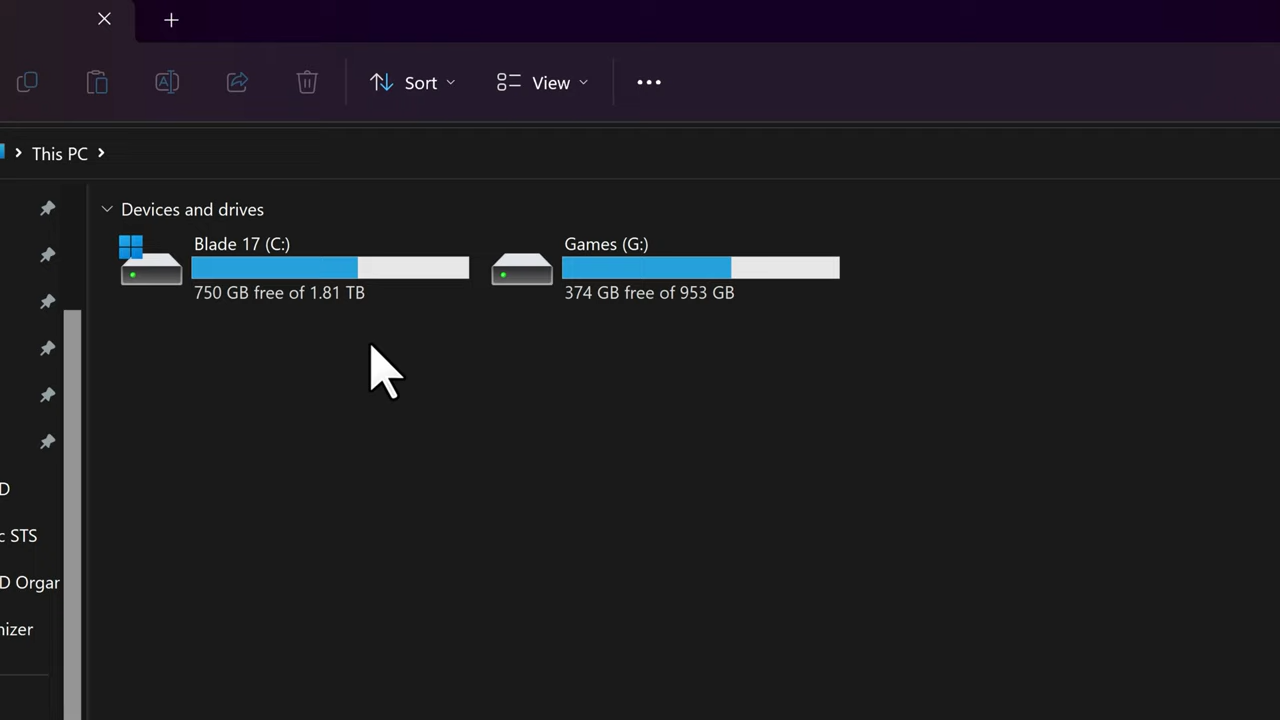 Sort
View
This PC
Devices and drives
Blade 17 (C:)
750 GB free of 1.81 TB
Games (G:)
374 GB free of 953 GB
D
c STS
D Organ
nizer